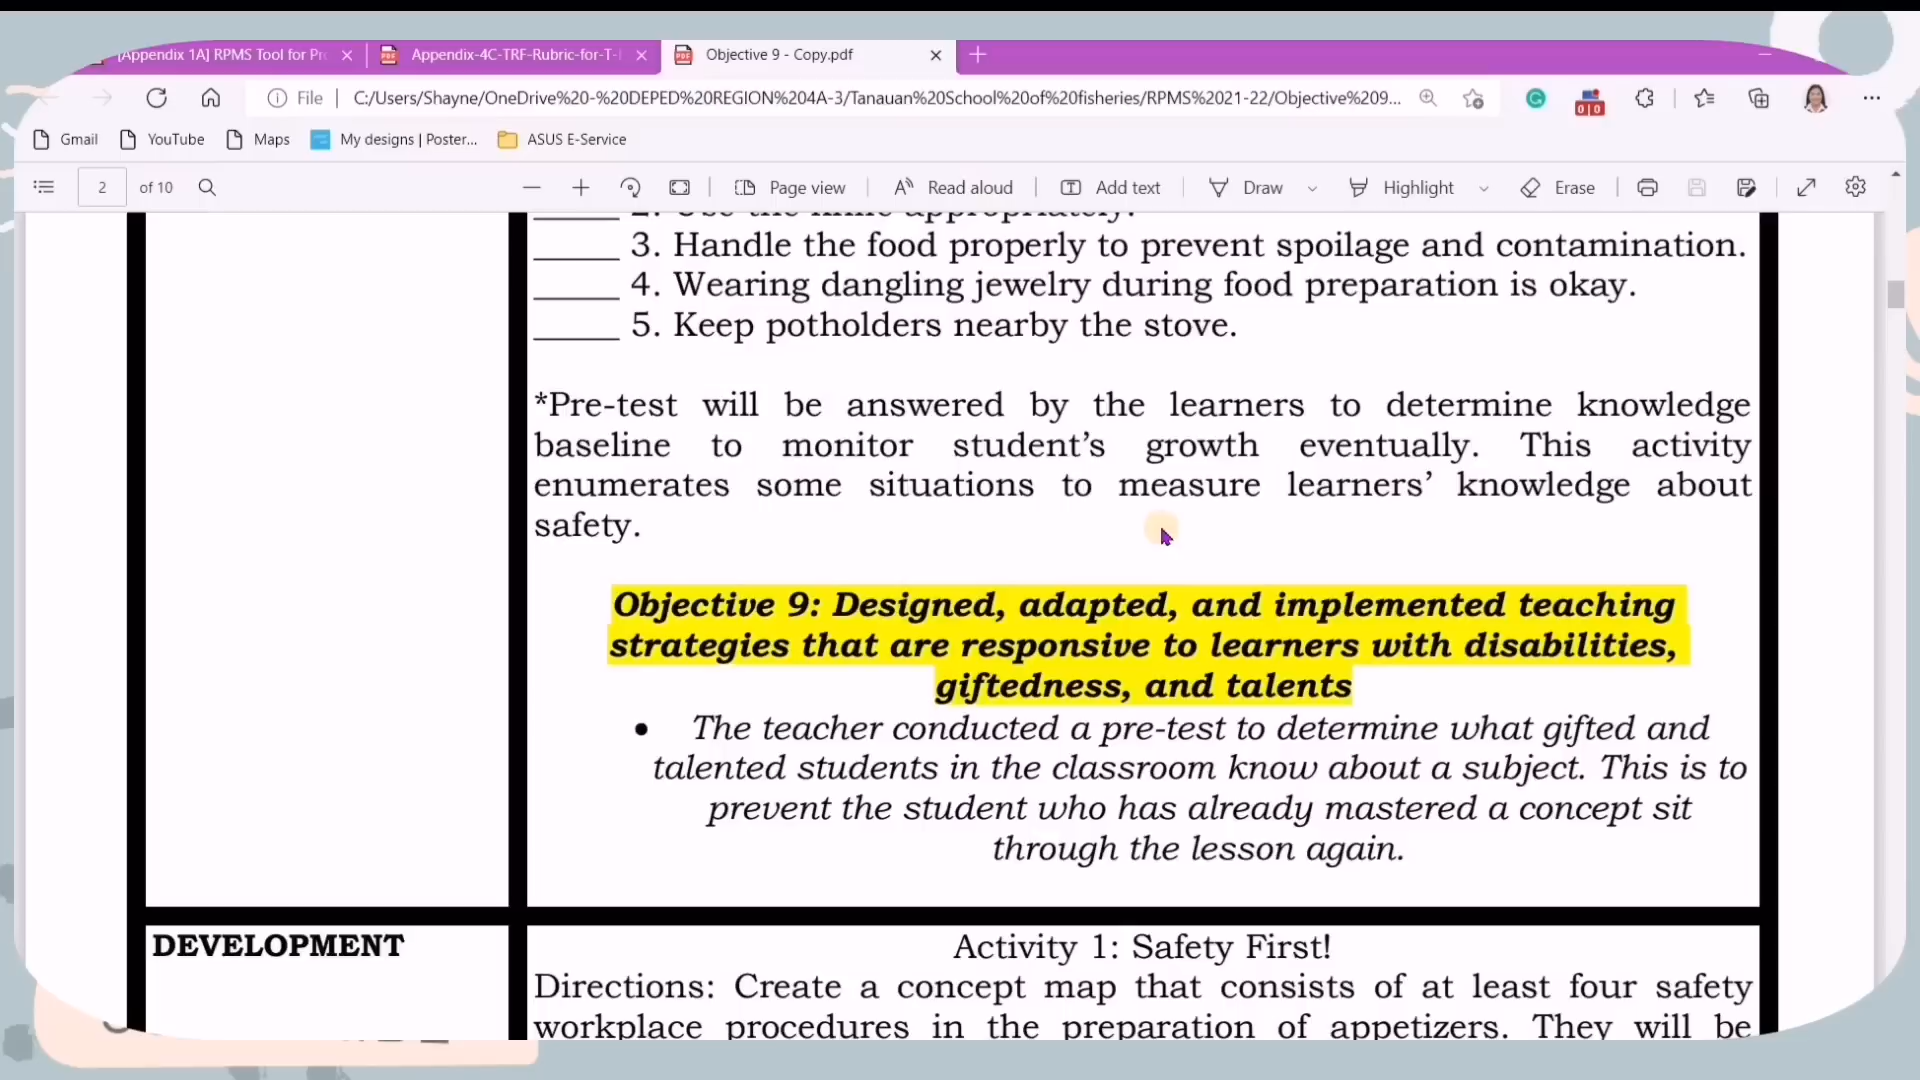 [Appendix 1A] RPMS Tool for Pr
Appendix-4C-TRF-Rubric-for-T-I
Objective 9 - Copy.pdf
File
C:/Users/Shayne/OneDrive%20-%20DEPED%20REGION%204A-3/Tanauan%20School%20of%20fisheries/RPMS%2021-22/Objective%209...
Gmail
YouTube
Maps
My designs | Poster...
ASUS E-Service
2
of 10
Page view
Read aloud
Add text
Draw
Highlight
Erase
_____ 2. Use the knife appropriately.
_____ 3. Handle the food properly to prevent spoilage and contamination.
_____ 4. Wearing dangling jewelry during food preparation is okay.
_____ 5. Keep potholders nearby the stove.
*Pre-test will be answered by the learners to determine knowledge
baseline to monitor student’s growth eventually. This activity
enumerates some situations to measure learners’ knowledge about
safety.
Objective 9: Designed, adapted, and implemented teaching
strategies that are responsive to learners with disabilities,
giftedness, and talents
• The teacher conducted a pre-test to determine what gifted and
talented students in the classroom know about a subject. This is to
prevent the student who has already mastered a concept sit
through the lesson again.
DEVELOPMENT
Activity 1: Safety First!
Directions: Create a concept map that consists of at least four safety
workplace procedures in the preparation of appetizers. They will be